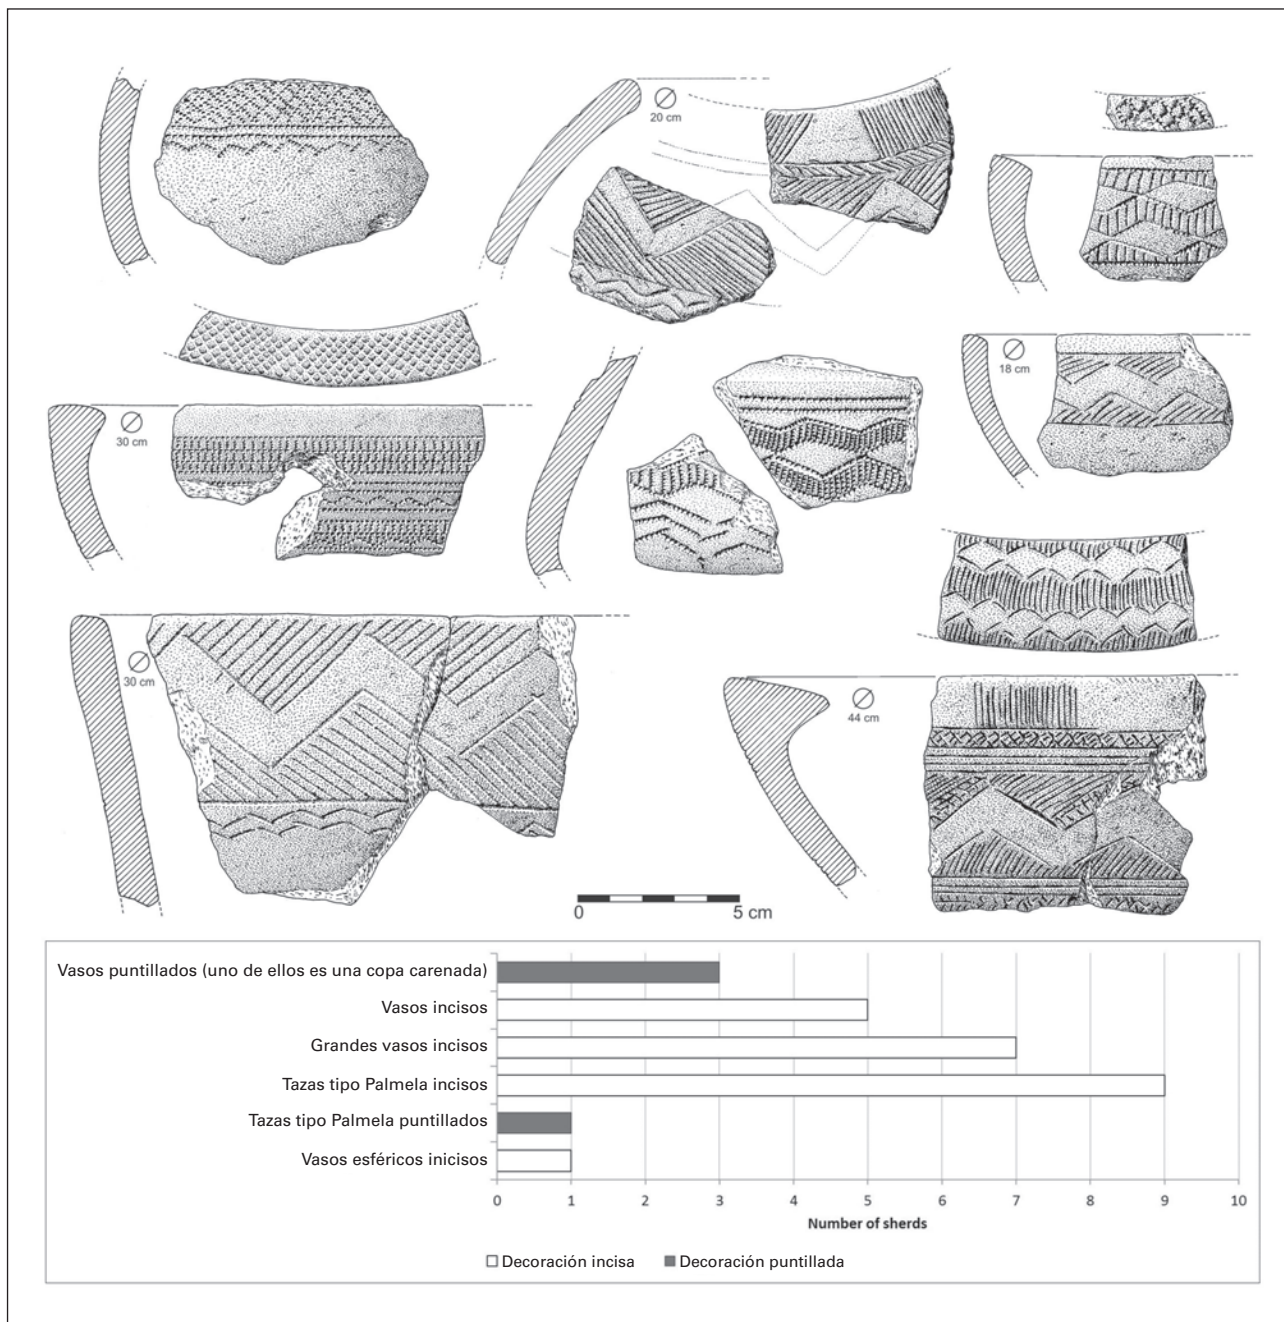 ∅
20 cm
∅
18 cm
∅
30 cm
∅
30 cm
∅
44 cm
0 5 cm
Vasos puntillados (uno de ellos es una copa carenada)
Vasos incisos
Grandes vasos incisos
Tazas tipo Palmela incisos
Tazas tipo Palmela puntillados
Vasos esféricos inicisos
0 1 2 3 4 5 6 7 8 9 10
Number of sherds
Decoración incisa Decoración puntillada